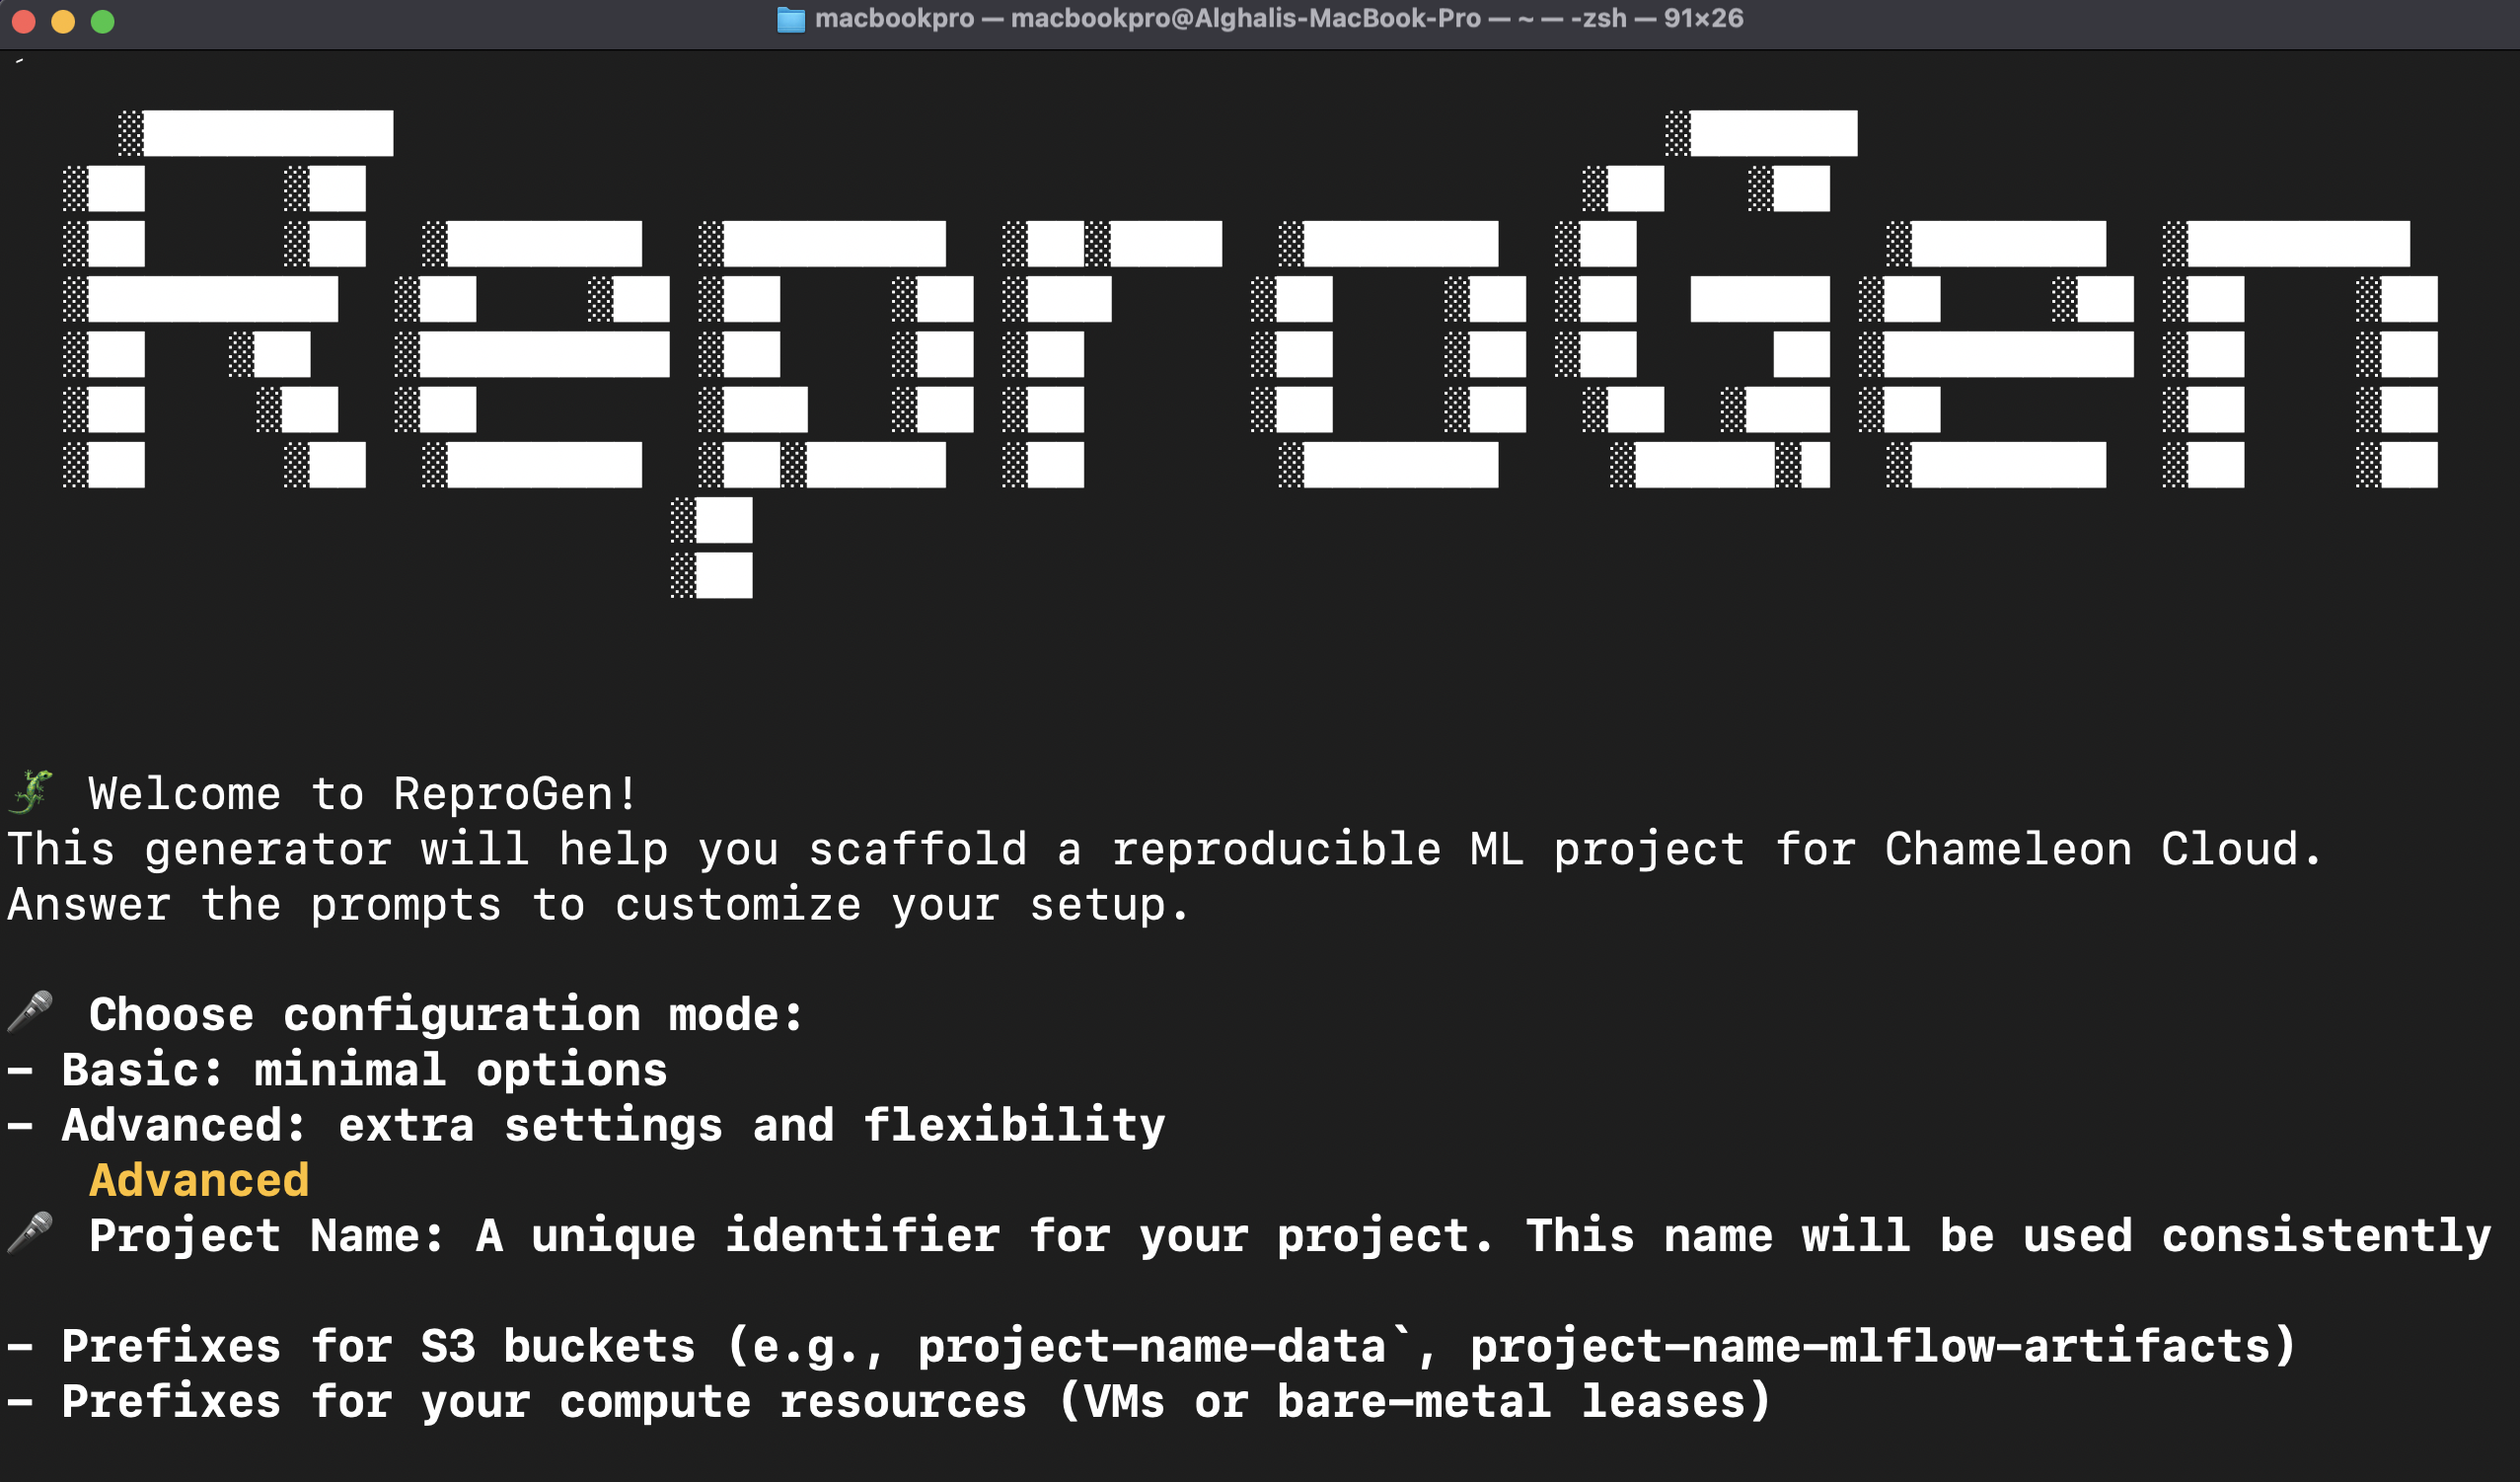 macbookpro — macbookpro@Alghalis-MacBook-Pro — ~ — -zsh — 91×26
ReproGen
Welcome to ReproGen!
This generator will help you scaffold a reproducible ML project for Chameleon Cloud.
Answer the prompts to customize your setup.
Choose configuration mode:
- Basic: minimal options
- Advanced: extra settings and flexibility
Advanced
Project Name: A unique identifier for your project. This name will be used consistently
- Prefixes for S3 buckets (e.g., project-name-data`, project-name-mlflow-artifacts)
- Prefixes for your compute resources (VMs or bare-metal leases)